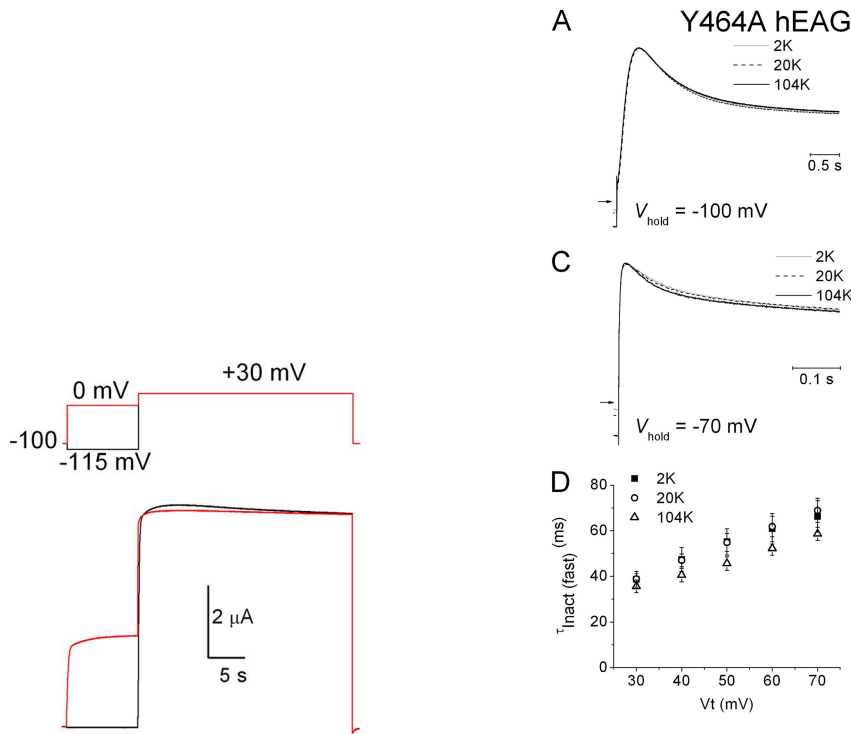 A
Y464A hEAG
2K
20K
104K
0.5 s
Vhold = -100 mV
C
2K
20K
104K
0.1 s
Vhold = -70 mV
+30 mV
0 mV
-100
-115 mV
2 μA
5 s
D
2K
20K
104K
80
60
40
20
0
τInact (fast) (ms)
30 40 50 60 70
Vt (mV)